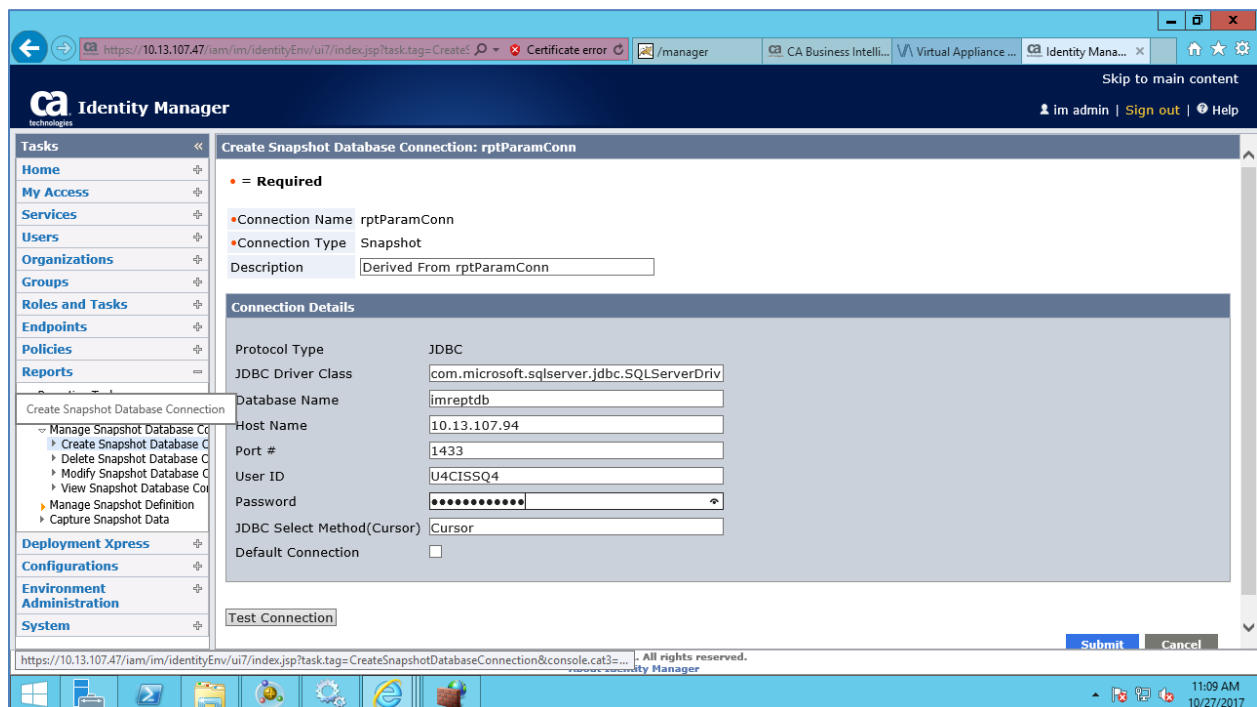 https://10.13.107.47/iam/im/identityEnv/ui7/index.jsp?task.tag=Create
Certificate error
/manager
CA Business Intelli...
Virtual Appliance ...
Identity Mana...
Skip to main content
ca technologies
Identity Manager
im admin | Sign out | Help
Tasks «
Home
My Access
Services
Users
Organizations
Groups
Roles and Tasks
Endpoints
Policies
Reports
Create Snapshot Database Connection
Manage Snapshot Database Co
Create Snapshot Database C
Delete Snapshot Database C
Modify Snapshot Database C
View Snapshot Database Con
Manage Snapshot Definition
Capture Snapshot Data
Deployment Xpress
Configurations
Environment
Administration
System
Create Snapshot Database Connection: rptParamConn
• = Required
•Connection Name rptParamConn
•Connection Type Snapshot
Description Derived From rptParamConn
Connection Details
Protocol Type JDBC
JDBC Driver Class com.microsoft.sqlserver.jdbc.SQLServerDriv
Database Name imreptdb
Host Name 10.13.107.94
Port # 1433
User ID U4CISSQ4
Password ••••••••••••
JDBC Select Method(Cursor) Cursor
Default Connection
Test Connection
Submit Cancel
https://10.13.107.47/iam/im/identityEnv/ui7/index.jsp?task.tag=CreateSnapshotDatabaseConnection&console.cat3=...
. All rights reserved.
About Identity Manager
11:09 AM
10/27/2017